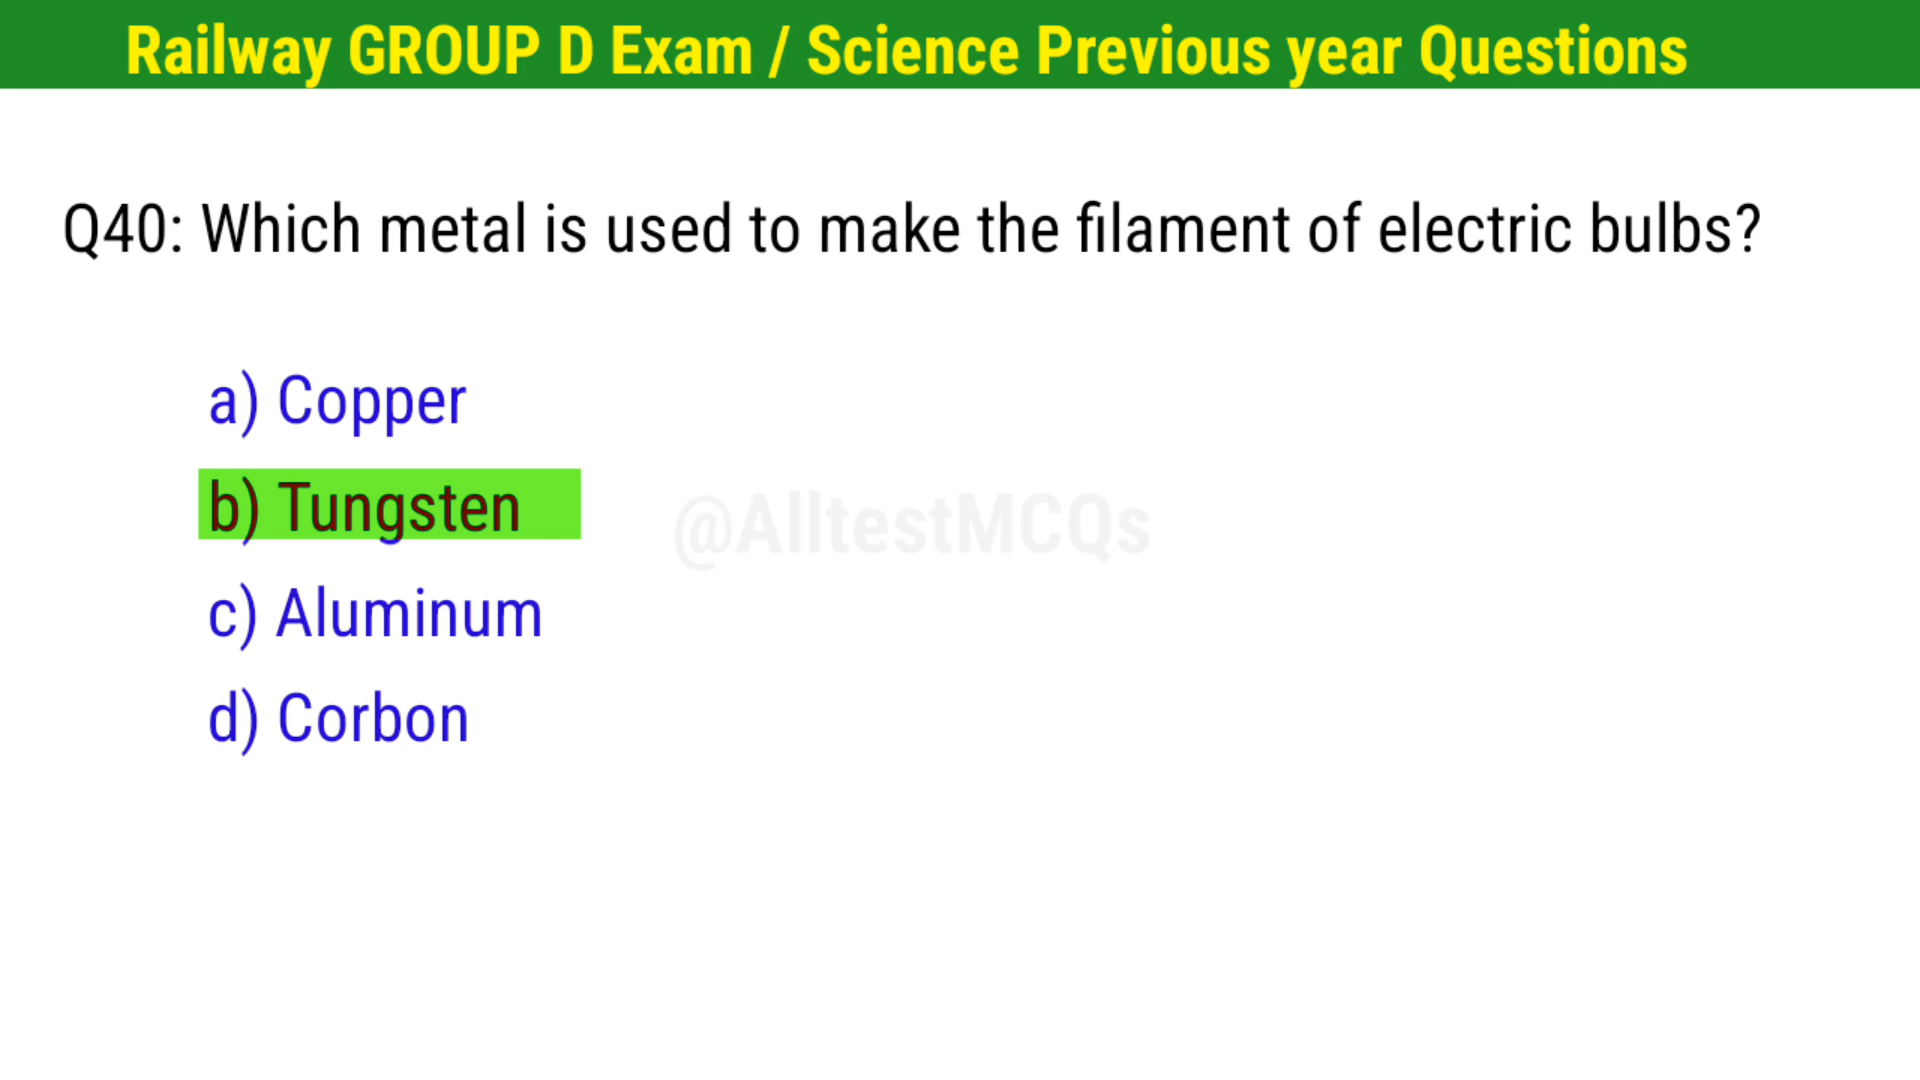 Railway GROUP D Exam / Science Previous year Questions
Q40: Which metal is used to make the filament of electric bulbs?
a) Copper
b) Tungsten
@AlltestMCQs
c) Aluminum
d) Corbon